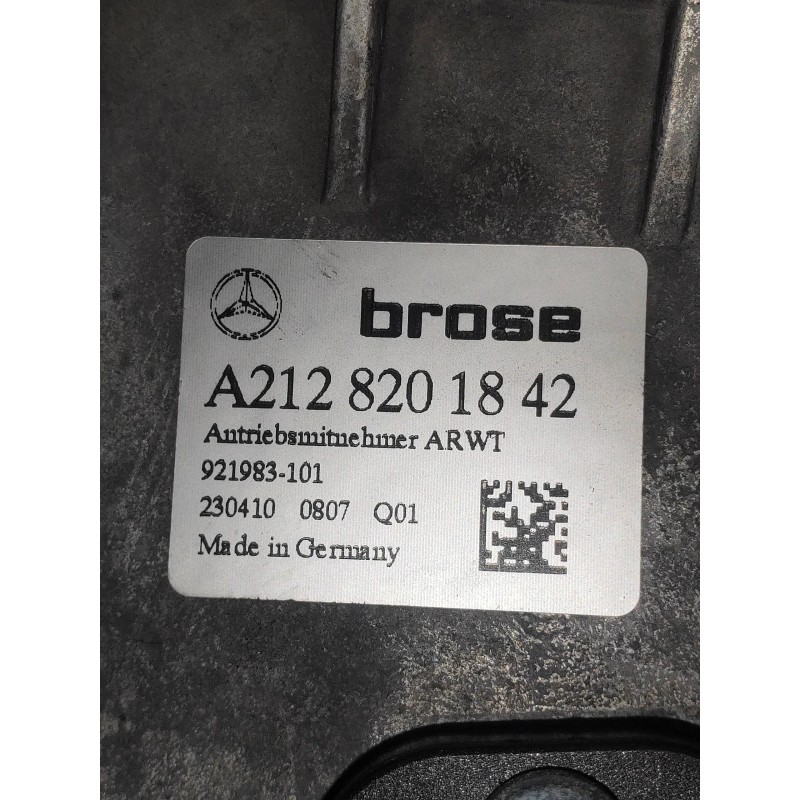 brose
A212 820 18 42
Antriebsmitnehmer ARWT
921983-101
230410 0807 Q01
Made in Germany